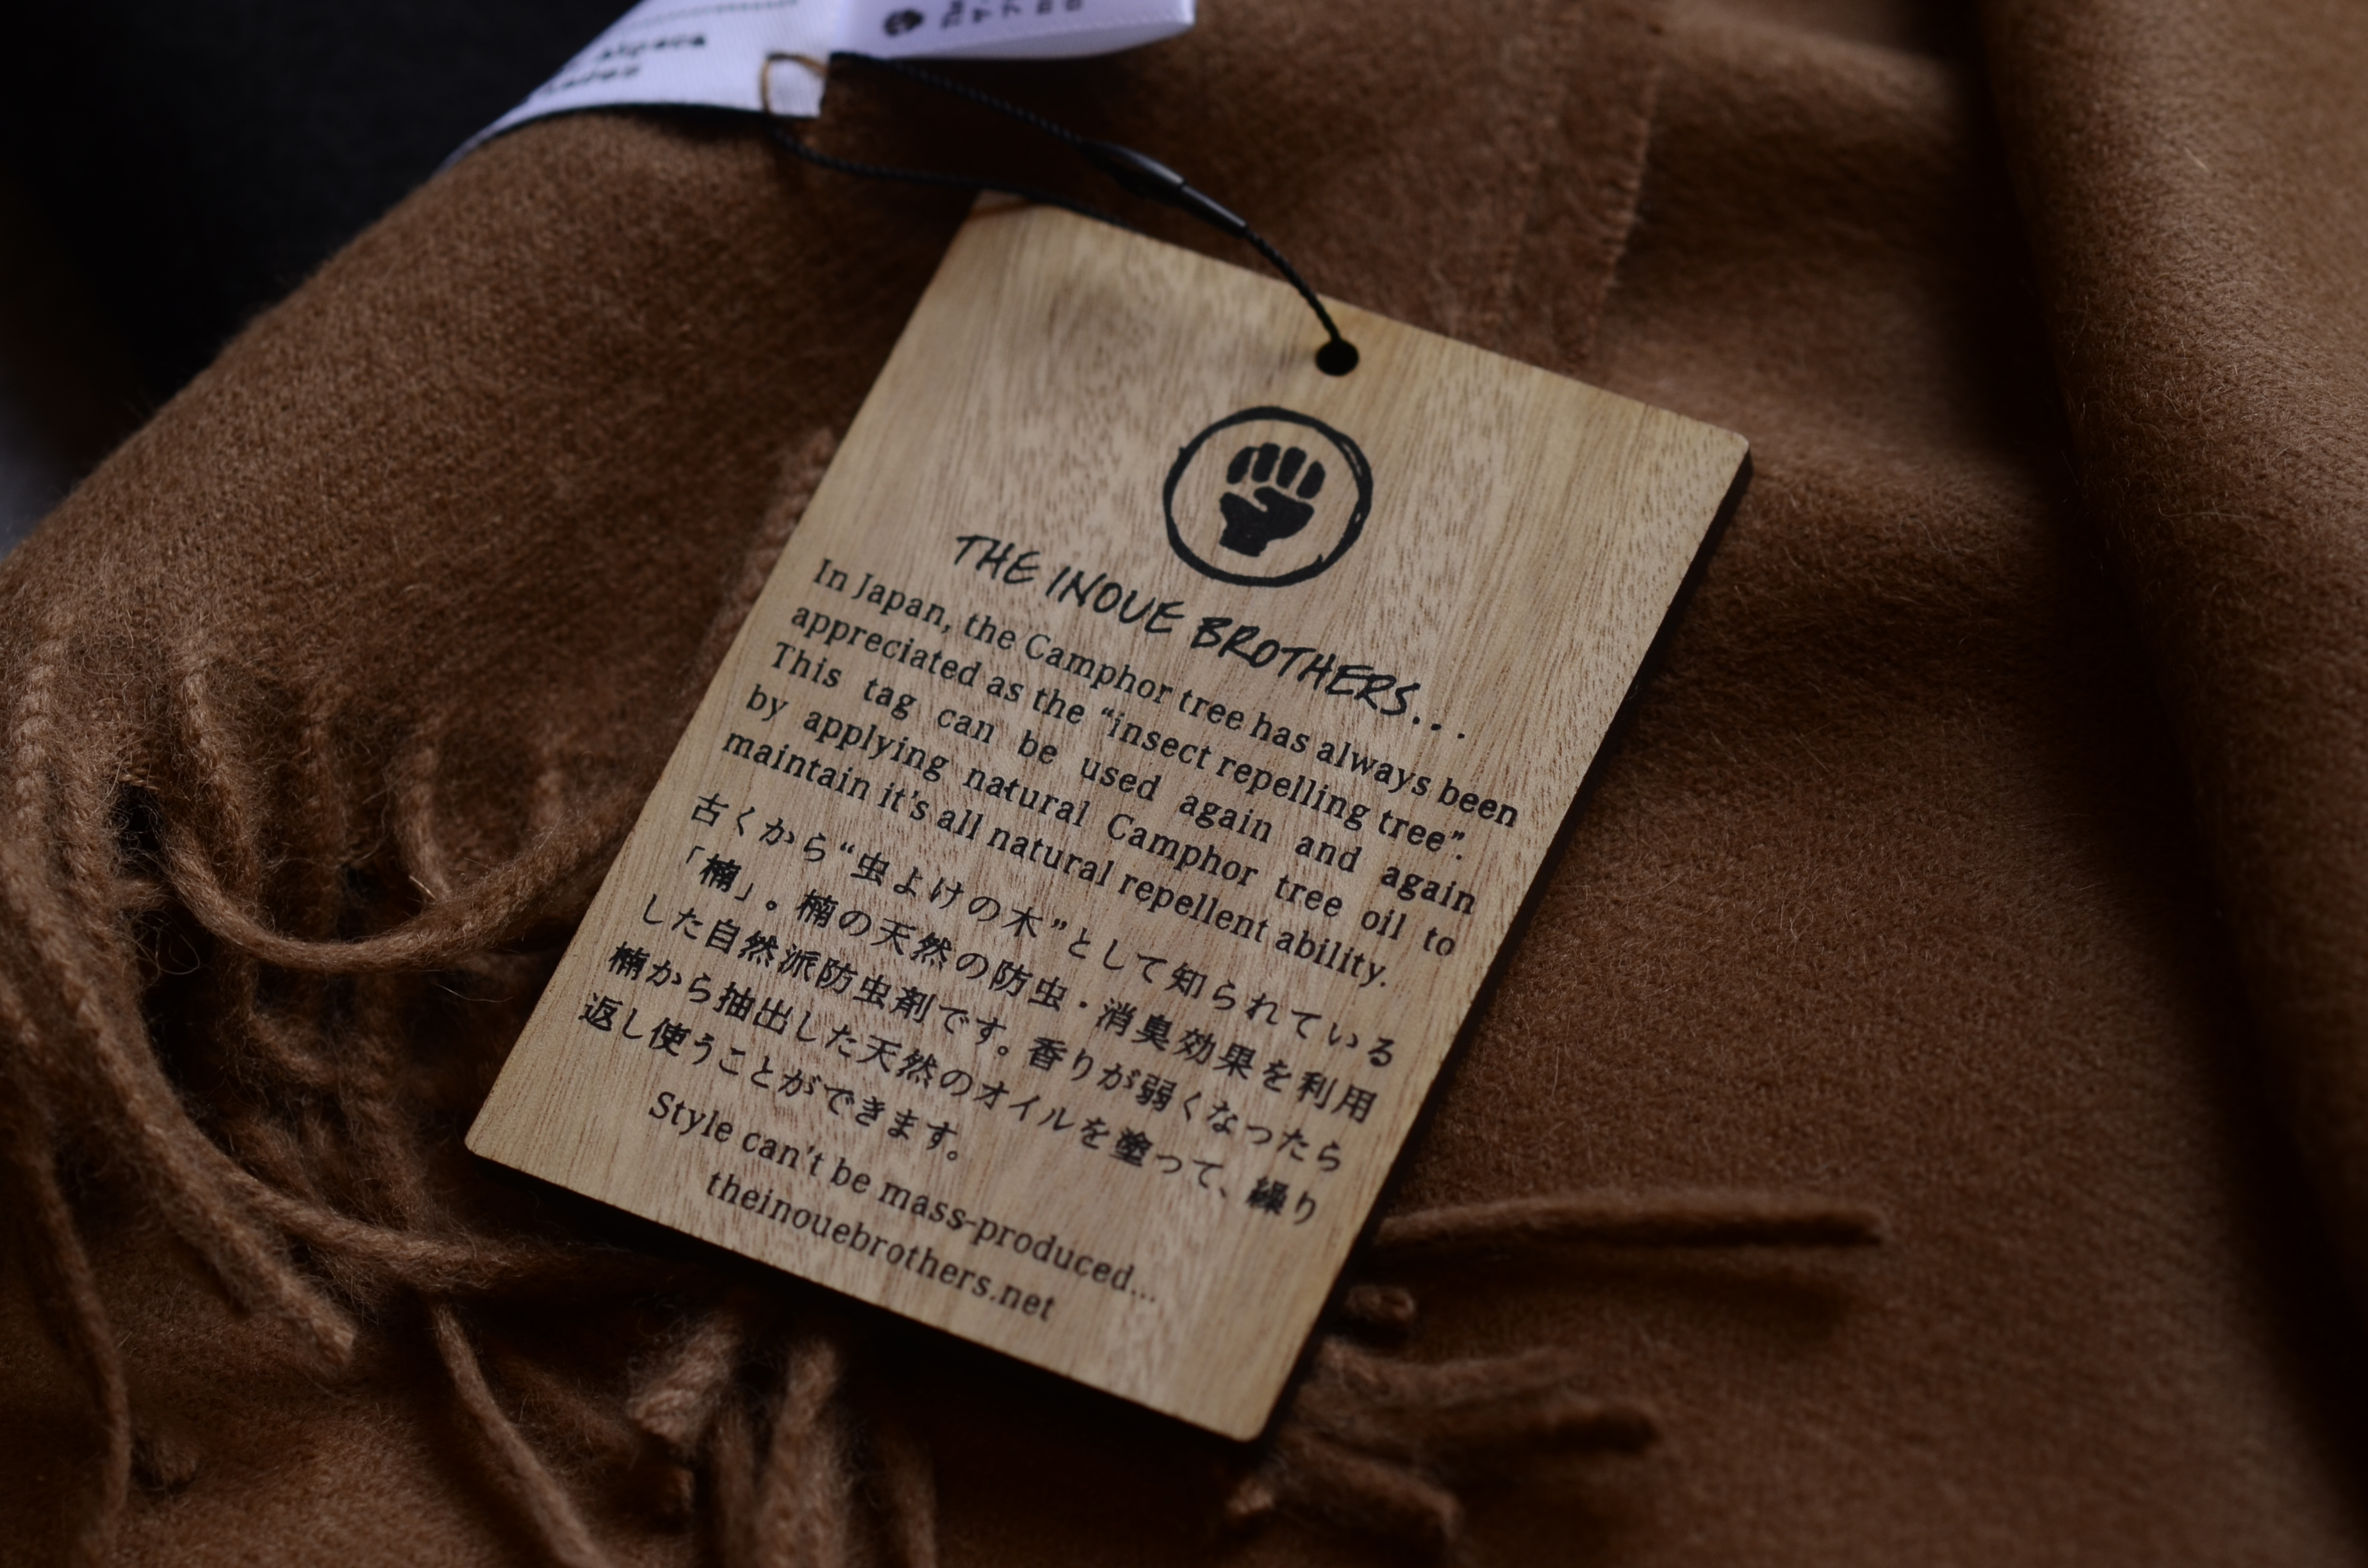 Alpaca
THE INOUE BROTHERS...
In Japan, the Camphor tree has always been
appreciated as the “insect repelling tree”.
This tag can be used again and again
by applying natural Camphor tree oil to
maintain it's all natural repellent ability.
古くから“虫よけの木”として知られている
「楠」。楠の天然の防虫・消臭効果を利用
した自然派防虫剤です。香りが弱くなったら
楠から抽出した天然のオイルを塗って、繰り
返し使うことができます。
Style can't be mass-produced...
theinouebrothers.net